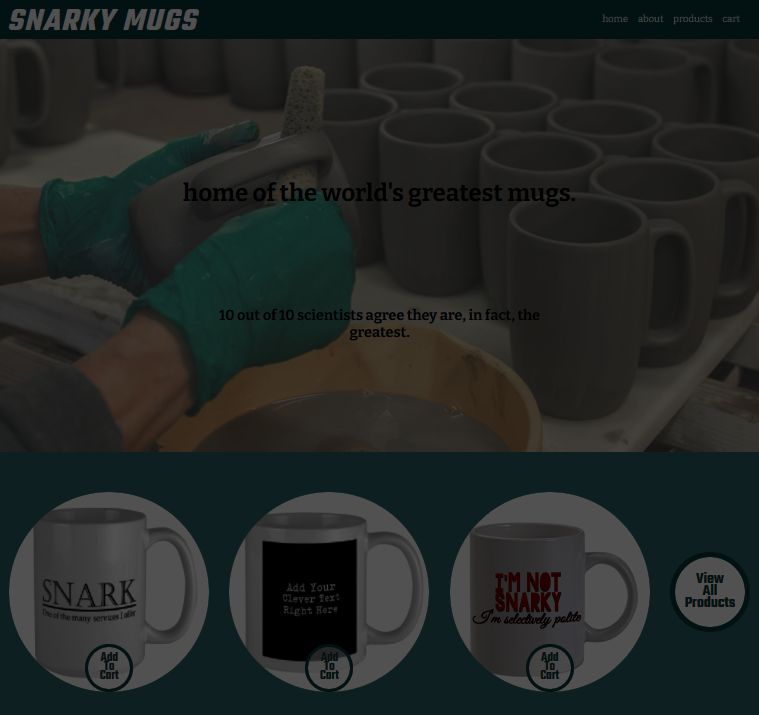 SNARKY MUGS
home about products cart
home of the world's greatest mugs.
10 out of 10 scientists agree they are, in fact, the
greatest.
SNARK
One of the many services I offer
Add Your
Clever Text
Right Here
I'M NOT
SNARKY
I'm selectively polite
View
All
Products
Add
To
Cart
Add
To
Cart
Add
To
Cart